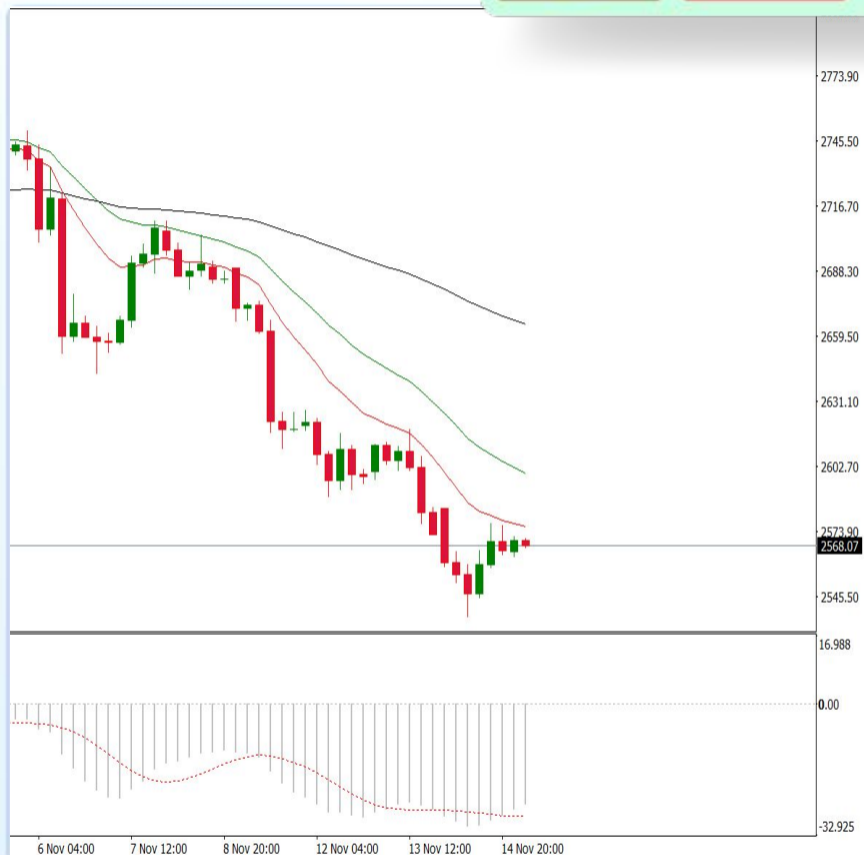 2773.90
2745.50
2716.70
2688.30
2659.50
2631.10
2602.70
2573.90
2568.07
2545.50
16.988
0.00
-32.925
6 Nov 04:00
7 Nov 12:00
8 Nov 20:00
12 Nov 04:00
13 Nov 12:00
14 Nov 20:00